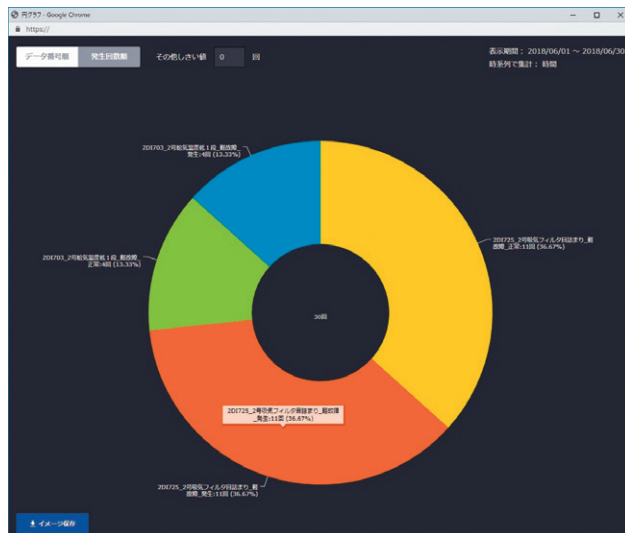 円グラフ - Google Chrome
https://
データ番号順
発生回数順
その他しきい値
0
回
表示期間： 2018/06/01 ～ 2018/06/30
時系列で集計： 時間
2DI703_2号給気温度低１段_軽故障_
発生:4回 (13.33%)
2DI725_2号吸気フィルタ目詰まり_軽
故障_正常:11回 (36.67%)
2DI703_2号給気温度低１段_軽故障_
正常:4回 (13.33%)
30回
2DI725_2号吸気フィルタ目詰まり_軽故障
_発生:11回 (36.67%)
2DI725_2号吸気フィルタ目詰まり_軽
故障_発生:11回 (36.67%)
イメージ保存